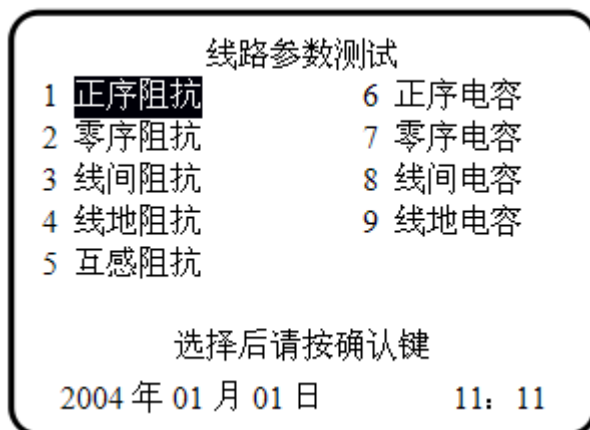 线路参数测试
1 正序阻抗 6 正序电容
2 零序阻抗 7 零序电容
3 线间阻抗 8 线间电容
4 线地阻抗 9 线地电容
5 互感阻抗
选择后请按确认键
2004 年 01 月 01 日 11：11